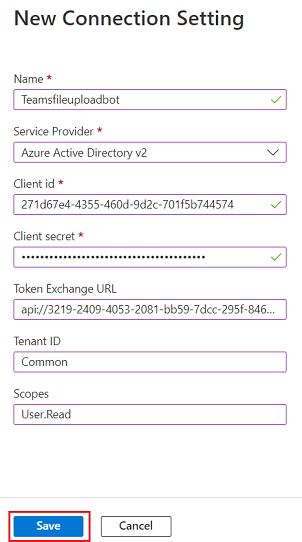 New Connection Setting
Name *
Teamsfileuploadbot
Service Provider *
Azure Active Directory v2
Client id *
271d67e4-4355-460d-9d2c-701f5b744574
Client secret *
••••••••••••••••••••••••••••••••••••••••
Token Exchange URL
api://3219-2409-4053-2081-bb59-7dcc-295f-846...
Tenant ID
Common
Scopes
User.Read
Save
Cancel